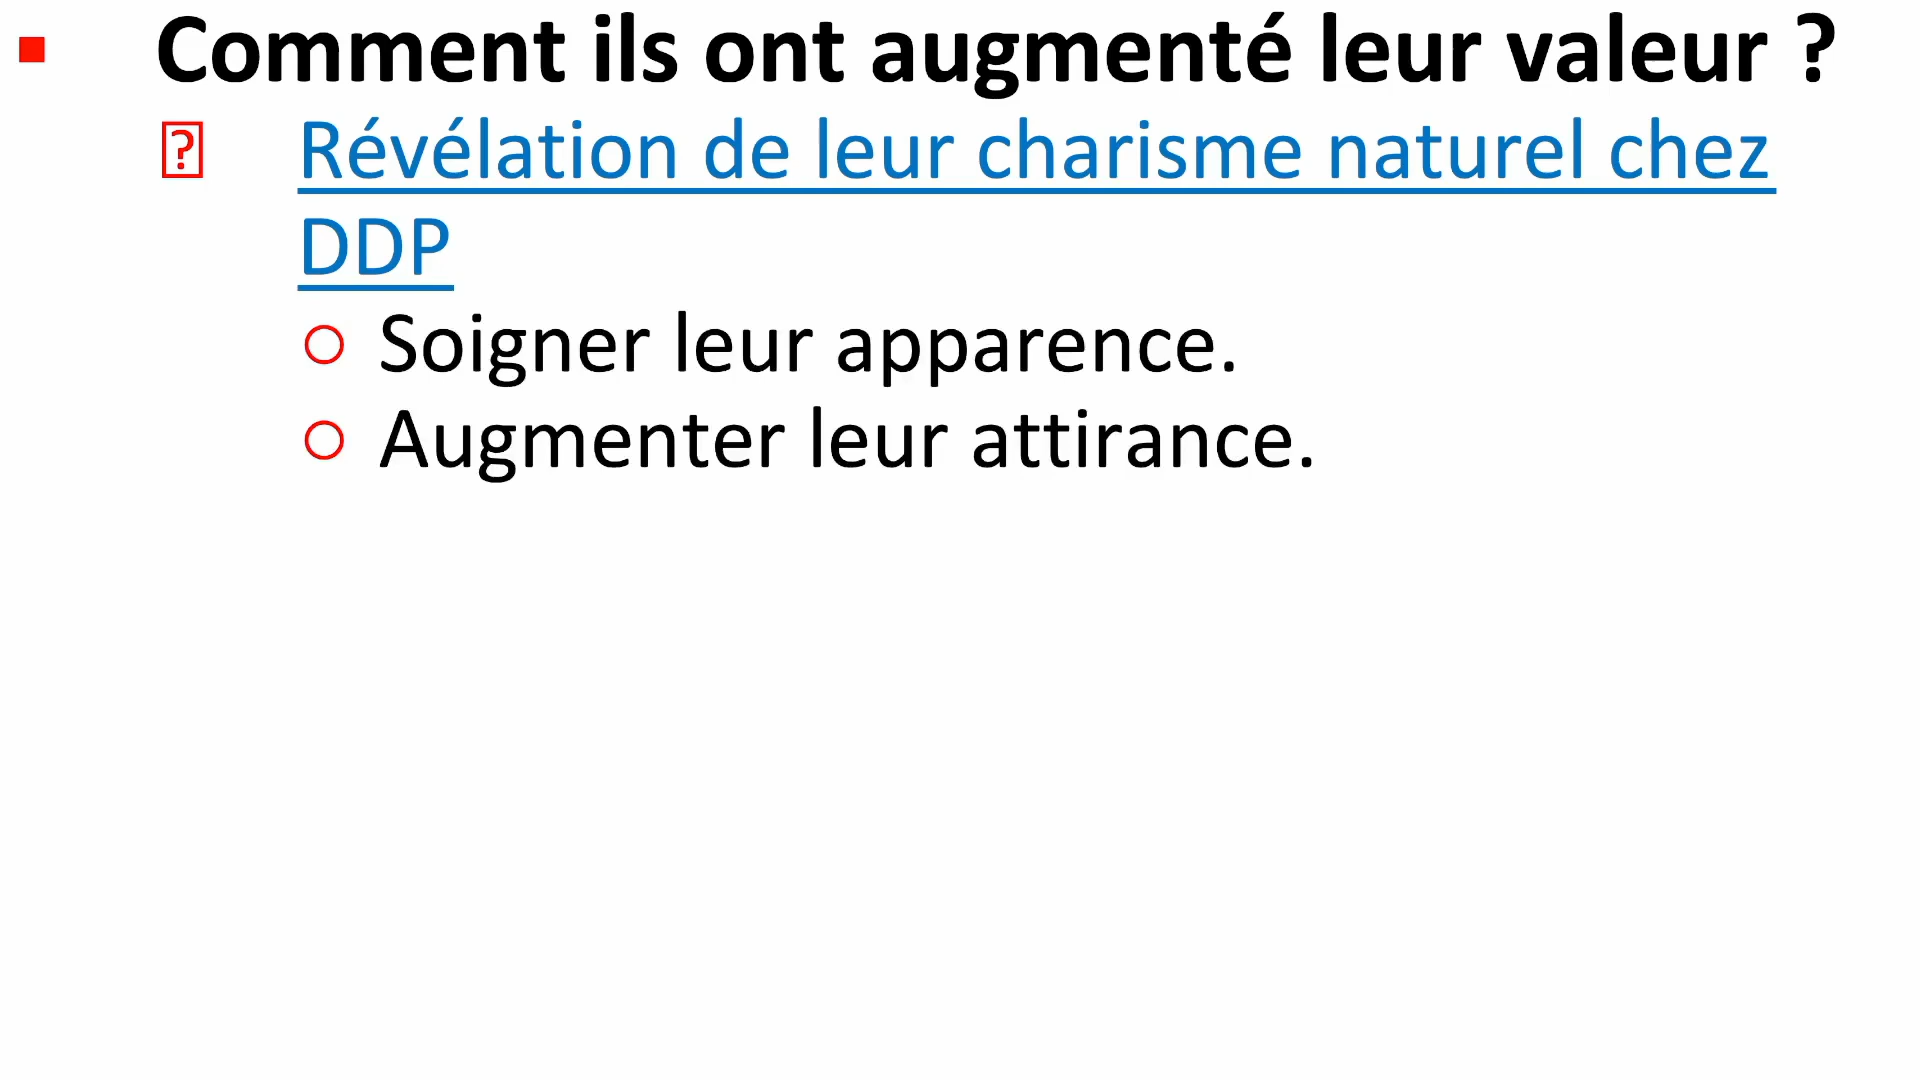 ▪ Comment ils ont augmenté leur valeur ?
Révélation de leur charisme naturel chez
DDP
○ Soigner leur apparence.
○ Augmenter leur attirance.